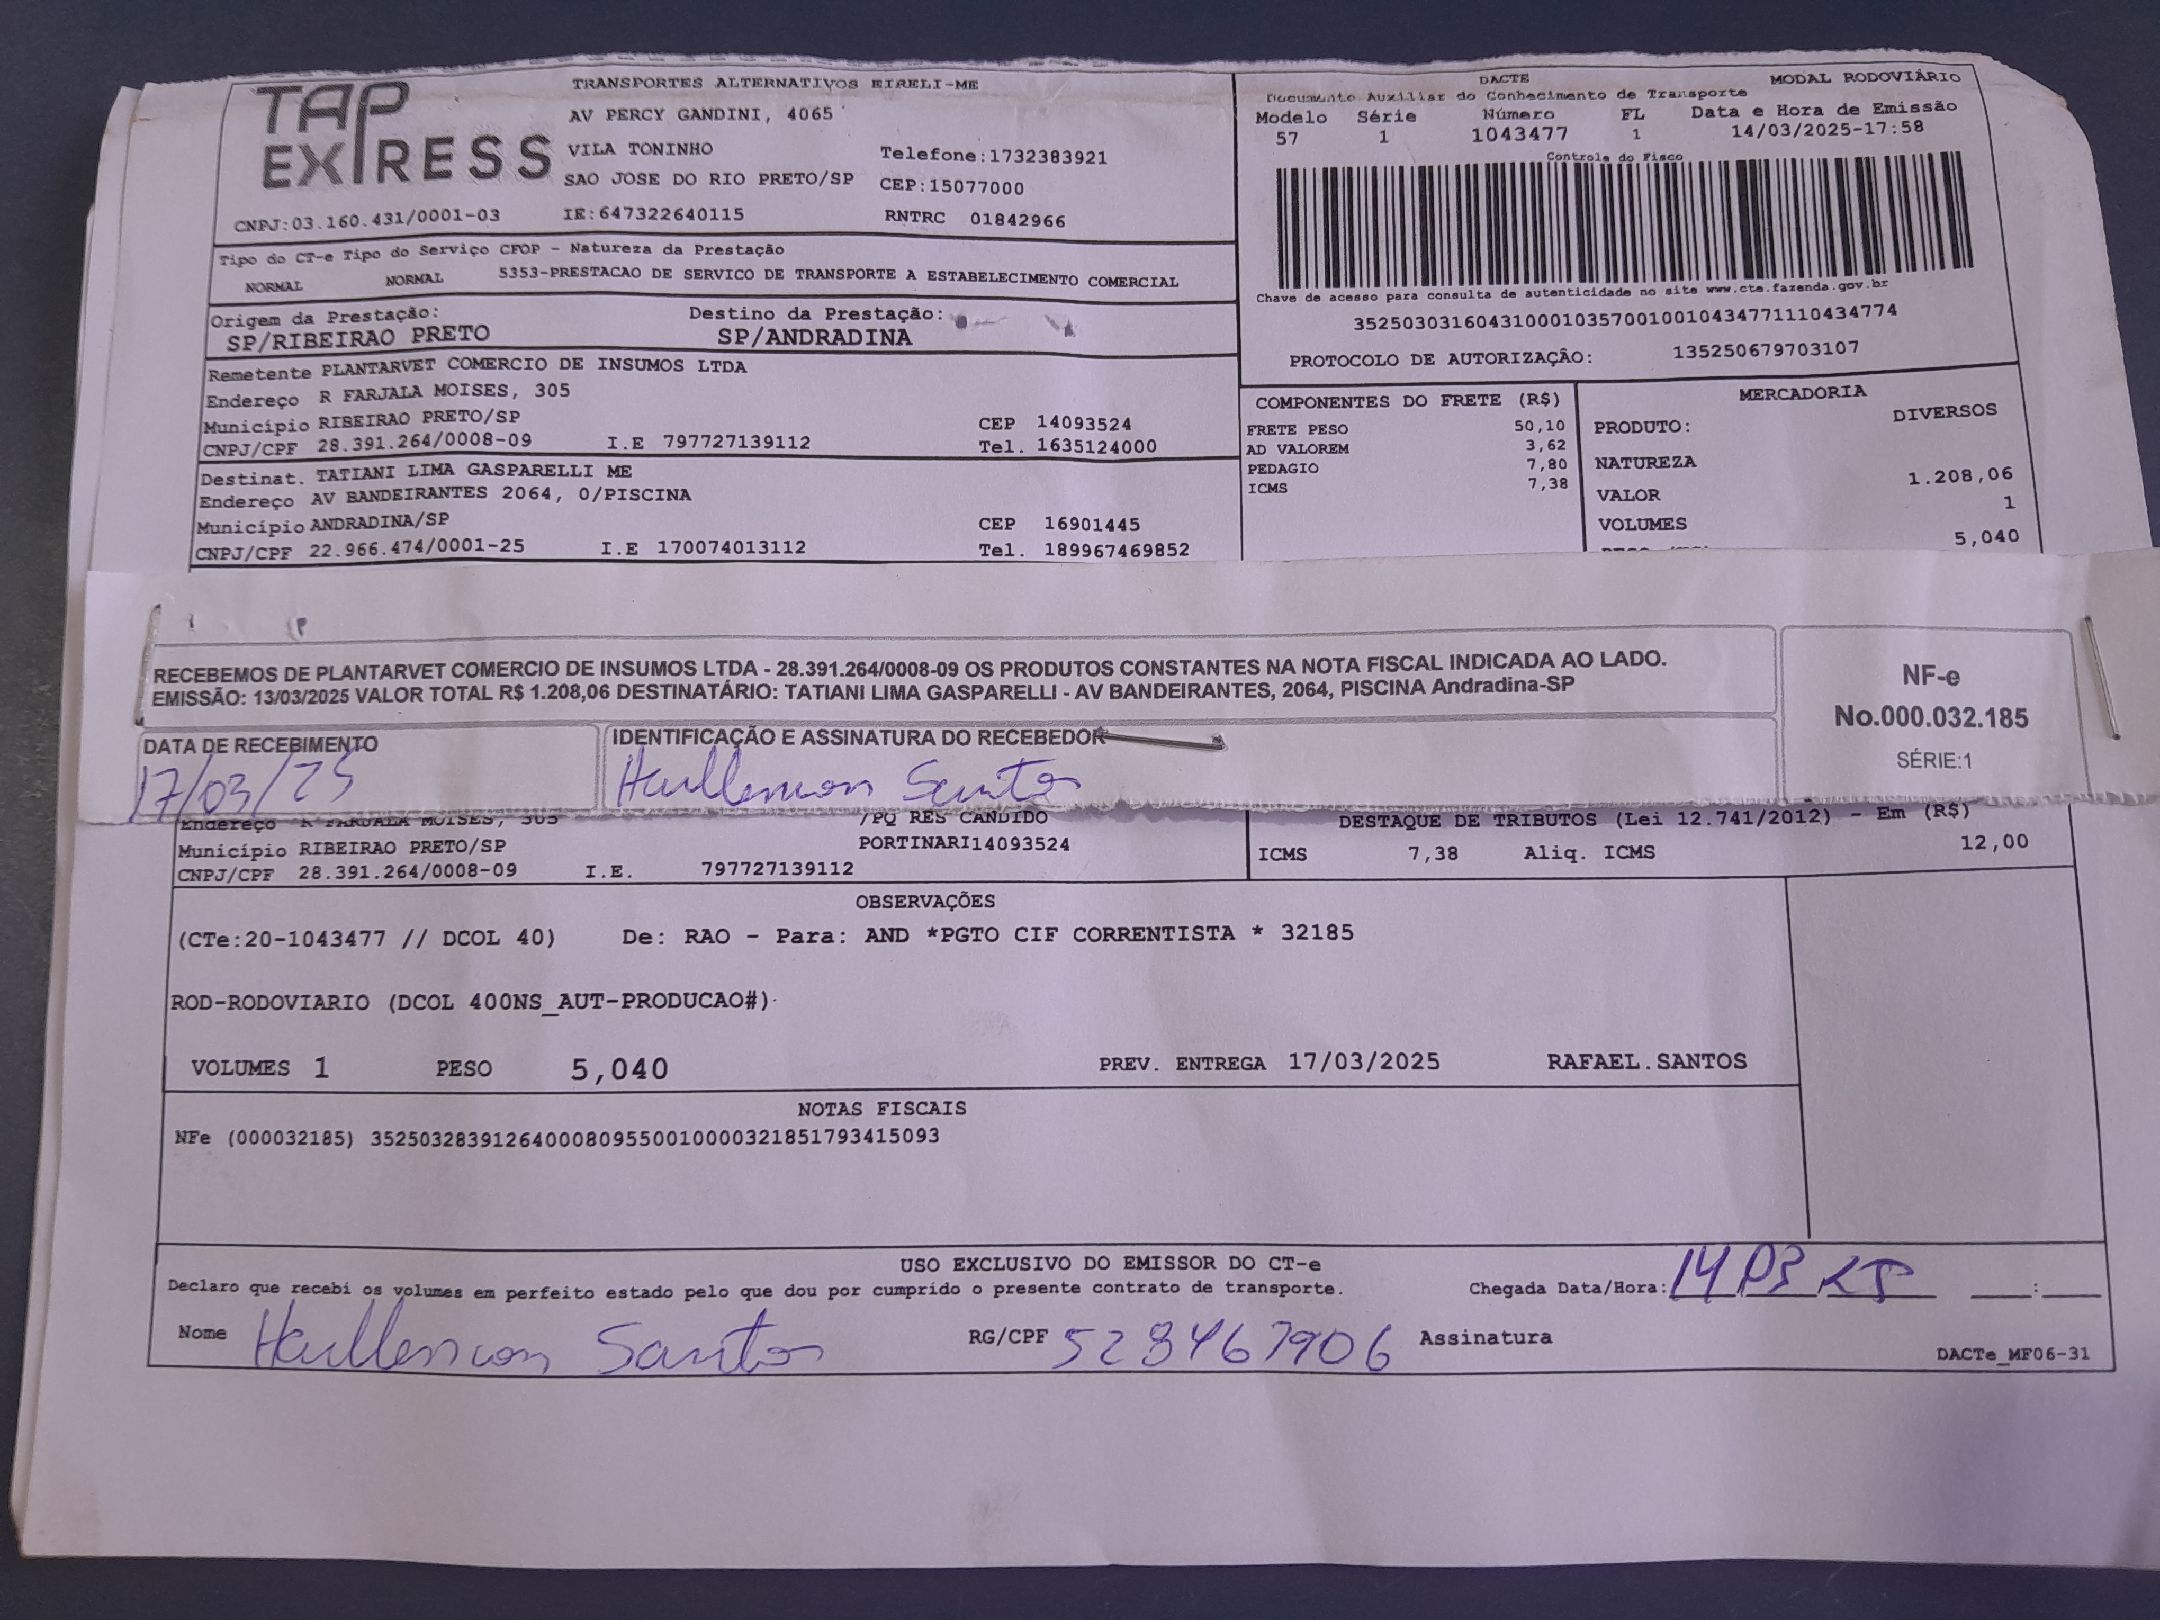 TAP EXPRESS
TRANSPORTES ALTERNATIVOS EIRELI-ME
AV PERCY GANDINI, 4065
VILA TONINHO Telefone:1732383921
SAO JOSE DO RIO PRETO/SP CEP:15077000
CNPJ:03.160.431/0001-03 IE:647322640115 RNTRC 01842966
DACTE MODAL RODOVIÁRIO
Documento Auxiliar do Conhecimento de Transporte
Modelo Série Número FL Data e Hora de Emissão
57 1 1043477 1 14/03/2025-17:58
Controle do Fisco
Chave de acesso para consulta de autenticidade no site www.cte.fazenda.gov.br
35250303160431000103570010010434771110434774
PROTOCOLO DE AUTORIZAÇÃO: 135250679703107
Tipo do CT-e Tipo do Serviço CFOP - Natureza da Prestação
NORMAL NORMAL 5353-PRESTACAO DE SERVICO DE TRANSPORTE A ESTABELECIMENTO COMERCIAL
Origem da Prestação: Destino da Prestação:
SP/RIBEIRAO PRETO SP/ANDRADINA
Remetente PLANTARVET COMERCIO DE INSUMOS LTDA
Endereço R FARJALA MOISES, 305
Município RIBEIRAO PRETO/SP CEP 14093524
CNPJ/CPF 28.391.264/0008-09 I.E 797727139112 Tel. 1635124000
Destinat. TATIANI LIMA GASPARELLI ME
Endereço AV BANDEIRANTES 2064, 0/PISCINA
Município ANDRADINA/SP CEP 16901445
CNPJ/CPF 22.966.474/0001-25 I.E 170074013112 Tel. 189967469852
COMPONENTES DO FRETE (R$)
FRETE PESO 50,10
AD VALOREM 3,62
PEDAGIO 7,80
ICMS 7,38
MERCADORIA
PRODUTO: DIVERSOS
NATUREZA
VALOR 1.208,06
VOLUMES 1
5,040
RECEBEMOS DE PLANTARVET COMERCIO DE INSUMOS LTDA - 28.391.264/0008-09 OS PRODUTOS CONSTANTES NA NOTA FISCAL INDICADA AO LADO.
EMISSÃO: 13/03/2025 VALOR TOTAL R$ 1.208,06 DESTINATÁRIO: TATIANI LIMA GASPARELLI - AV BANDEIRANTES, 2064, PISCINA Andradina-SP
NF-e
No.000.032.185
SÉRIE:1
DATA DE RECEBIMENTO IDENTIFICAÇÃO E ASSINATURA DO RECEBEDOR
17/03/25 Santos
Endereço R FARJALA MOISES, 305 /PQ RES CANDIDO
Município RIBEIRAO PRETO/SP PORTINARI14093524
CNPJ/CPF 28.391.264/0008-09 I.E. 797727139112
DESTAQUE DE TRIBUTOS (Lei 12.741/2012) - Em (R$)
ICMS 7,38 Aliq. ICMS 12,00
OBSERVAÇÕES
(CTe:20-1043477 // DCOL 40) De: RAO - Para: AND *PGTO CIF CORRENTISTA * 32185
ROD-RODOVIARIO (DCOL 400NS_AUT-PRODUCAO#)
VOLUMES 1 PESO 5,040 PREV. ENTREGA 17/03/2025 RAFAEL.SANTOS
NOTAS FISCAIS
NFe (000032185) 35250328391264000809550010000321851793415093
USO EXCLUSIVO DO EMISSOR DO CT-e
Declaro que recebi os volumes em perfeito estado pelo que dou por cumprido o presente contrato de transporte. Chegada Data/Hora: :
Nome Santos RG/CPF 528467906 Assinatura
DACTe_MF06-31